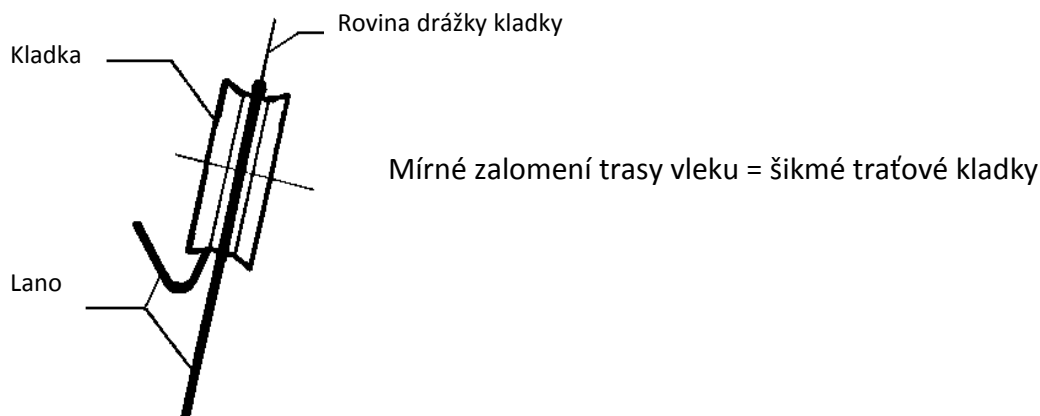 Rovina drážky kladky
Kladka
Mírné zalomení trasy vleku = šikmé traťové kladky
Lano